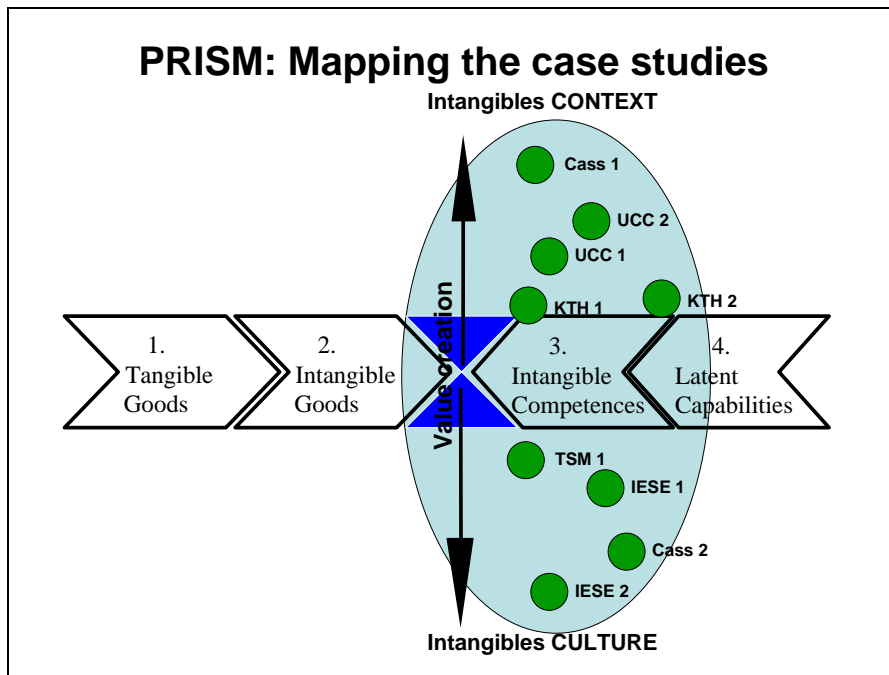 PRISM: Mapping the case studies
Intangibles CONTEXT
Cass 1
UCC 2
UCC 1
KTH 1
KTH 2
Value creation
1.
Tangible
Goods
2.
Intangible
Goods
3.
Intangible
Competences
4.
Latent
Capabilities
TSM 1
IESE 1
Cass 2
IESE 2
Intangibles CULTURE